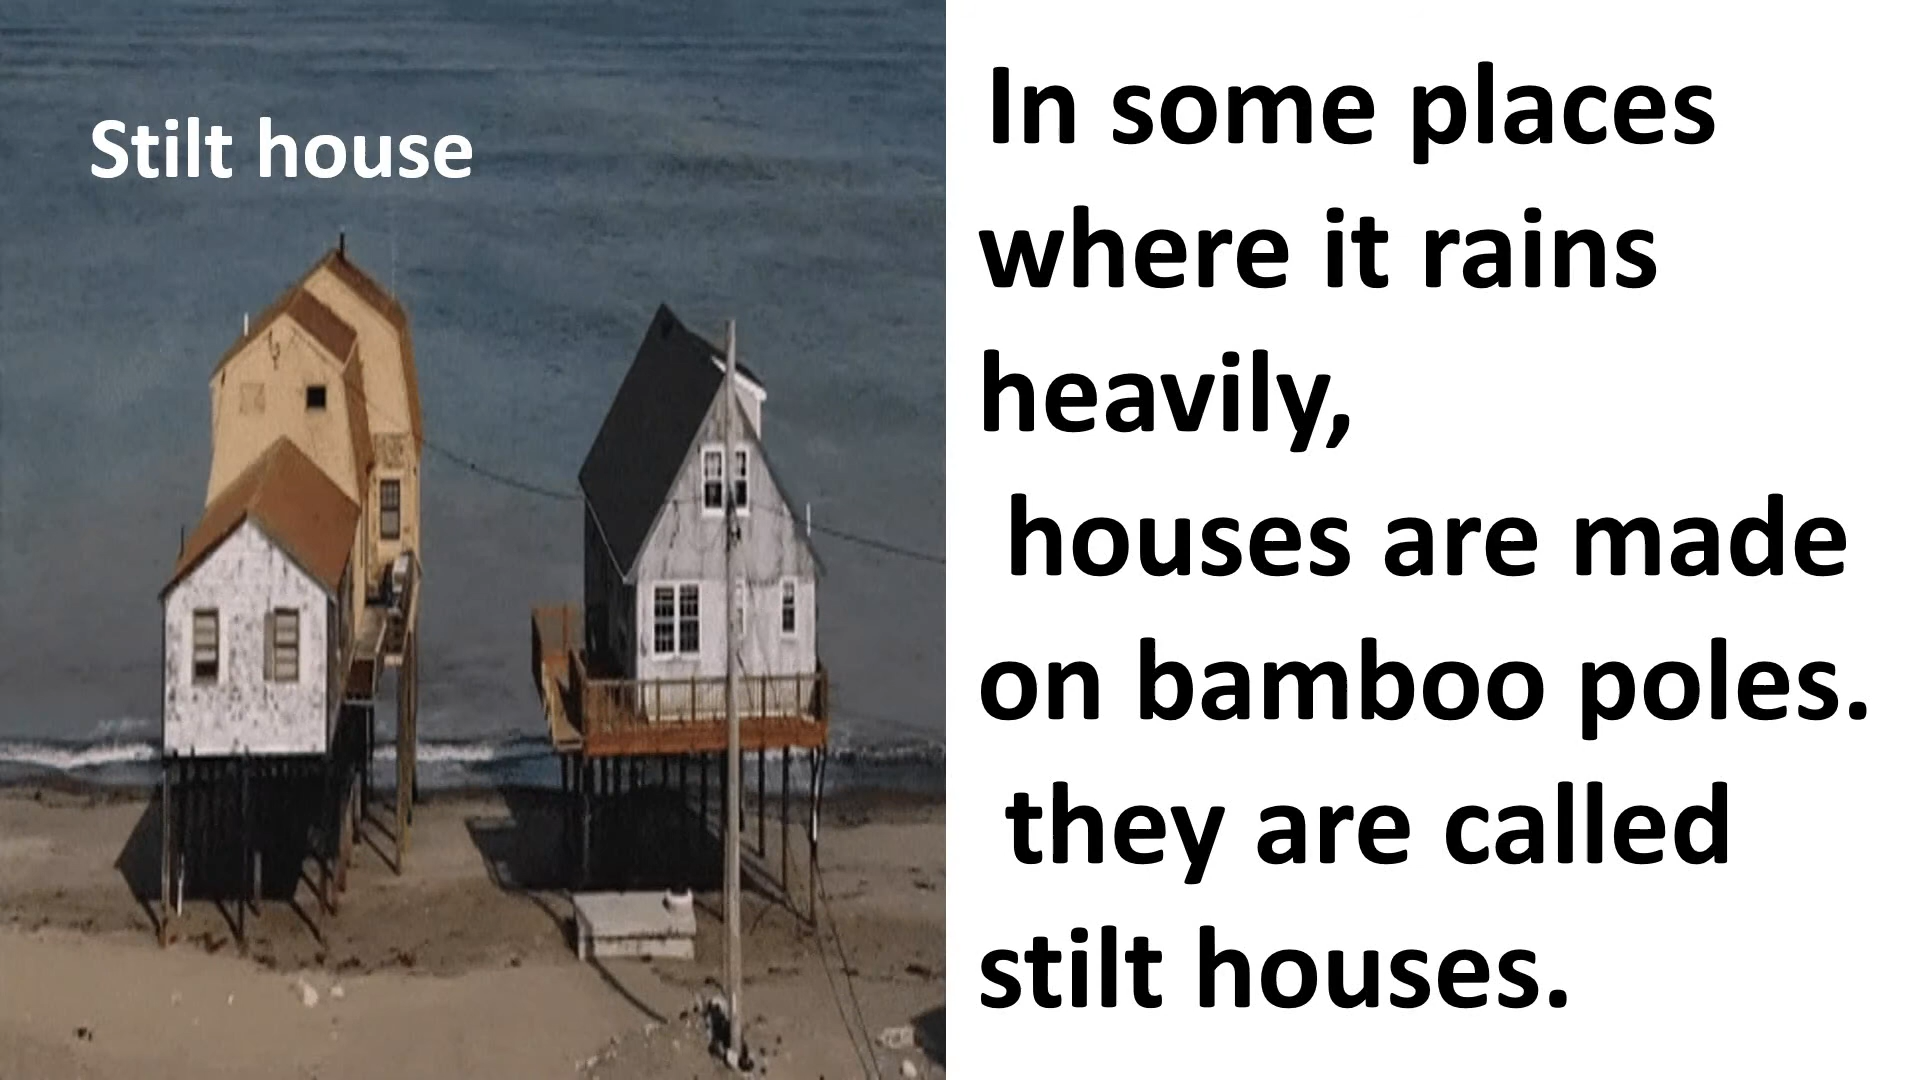 Stilt house
In some places
where it rains
heavily,
houses are made
on bamboo poles.
they are called
stilt houses.